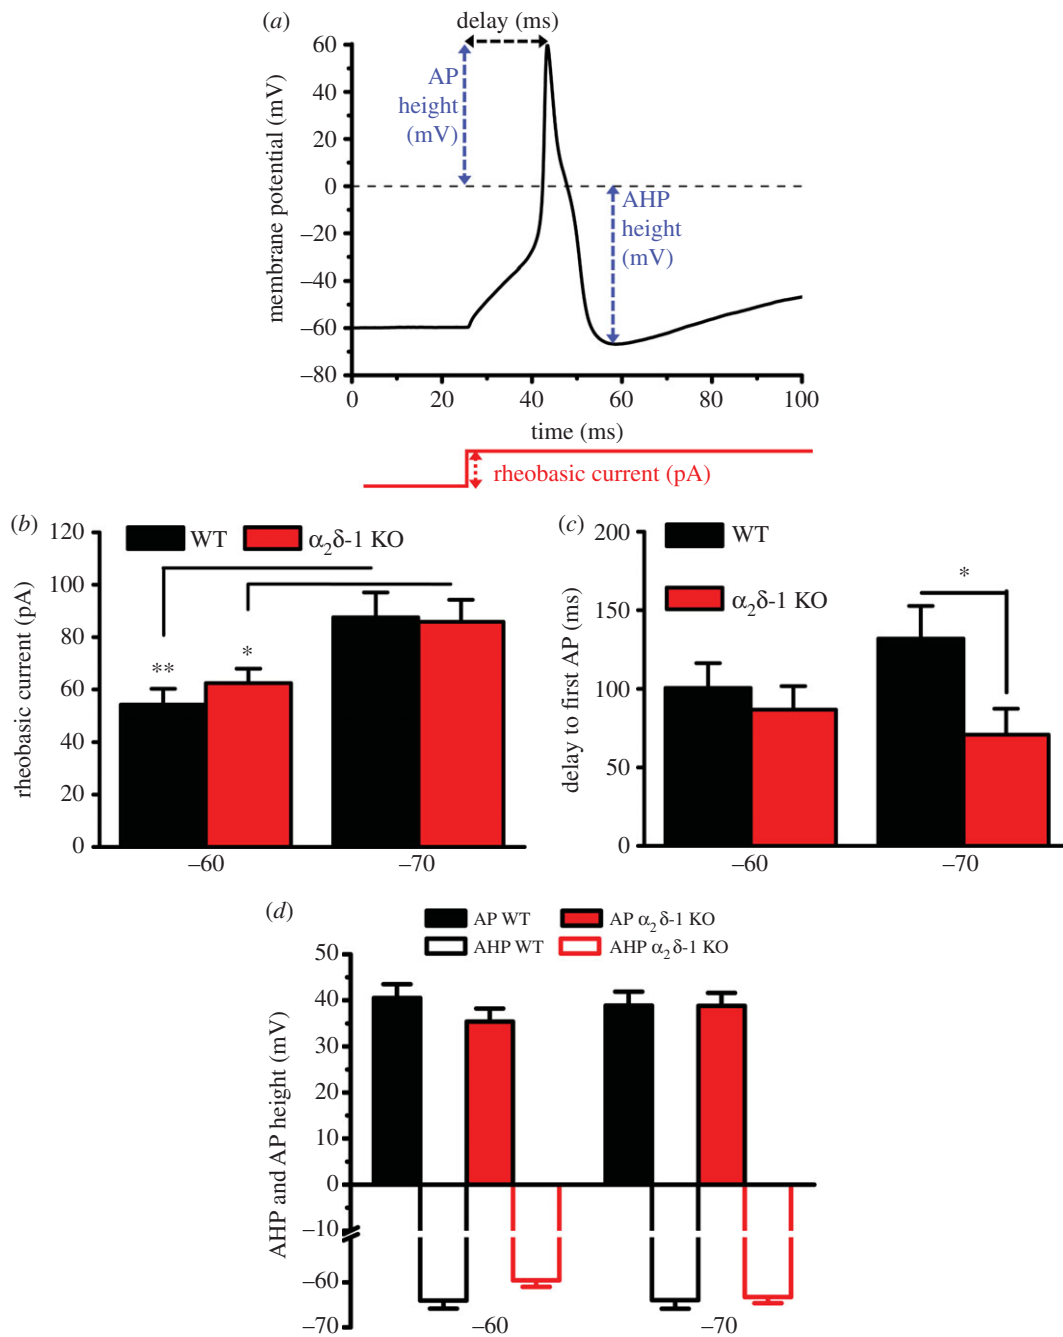 (a)
delay (ms)
60
40
20
0
–20
–40
–60
–80
membrane potential (mV)
AP
height
(mV)
AHP
height
(mV)
0
20
40
60
80
100
time (ms)
rheobasic current (pA)
(b)
120
100
80
60
40
20
0
rheobasic current (pA)
WT
α₂δ-1 KO
**
*
–60
–70
(c)
200
150
100
50
0
delay to first AP (ms)
WT
α₂δ-1 KO
*
–60
–70
(d)
AP WT
AP α₂δ-1 KO
AHP WT
AHP α₂δ-1 KO
50
40
30
20
10
0
–10
–60
–70
AHP and AP height (mV)
–60
–70